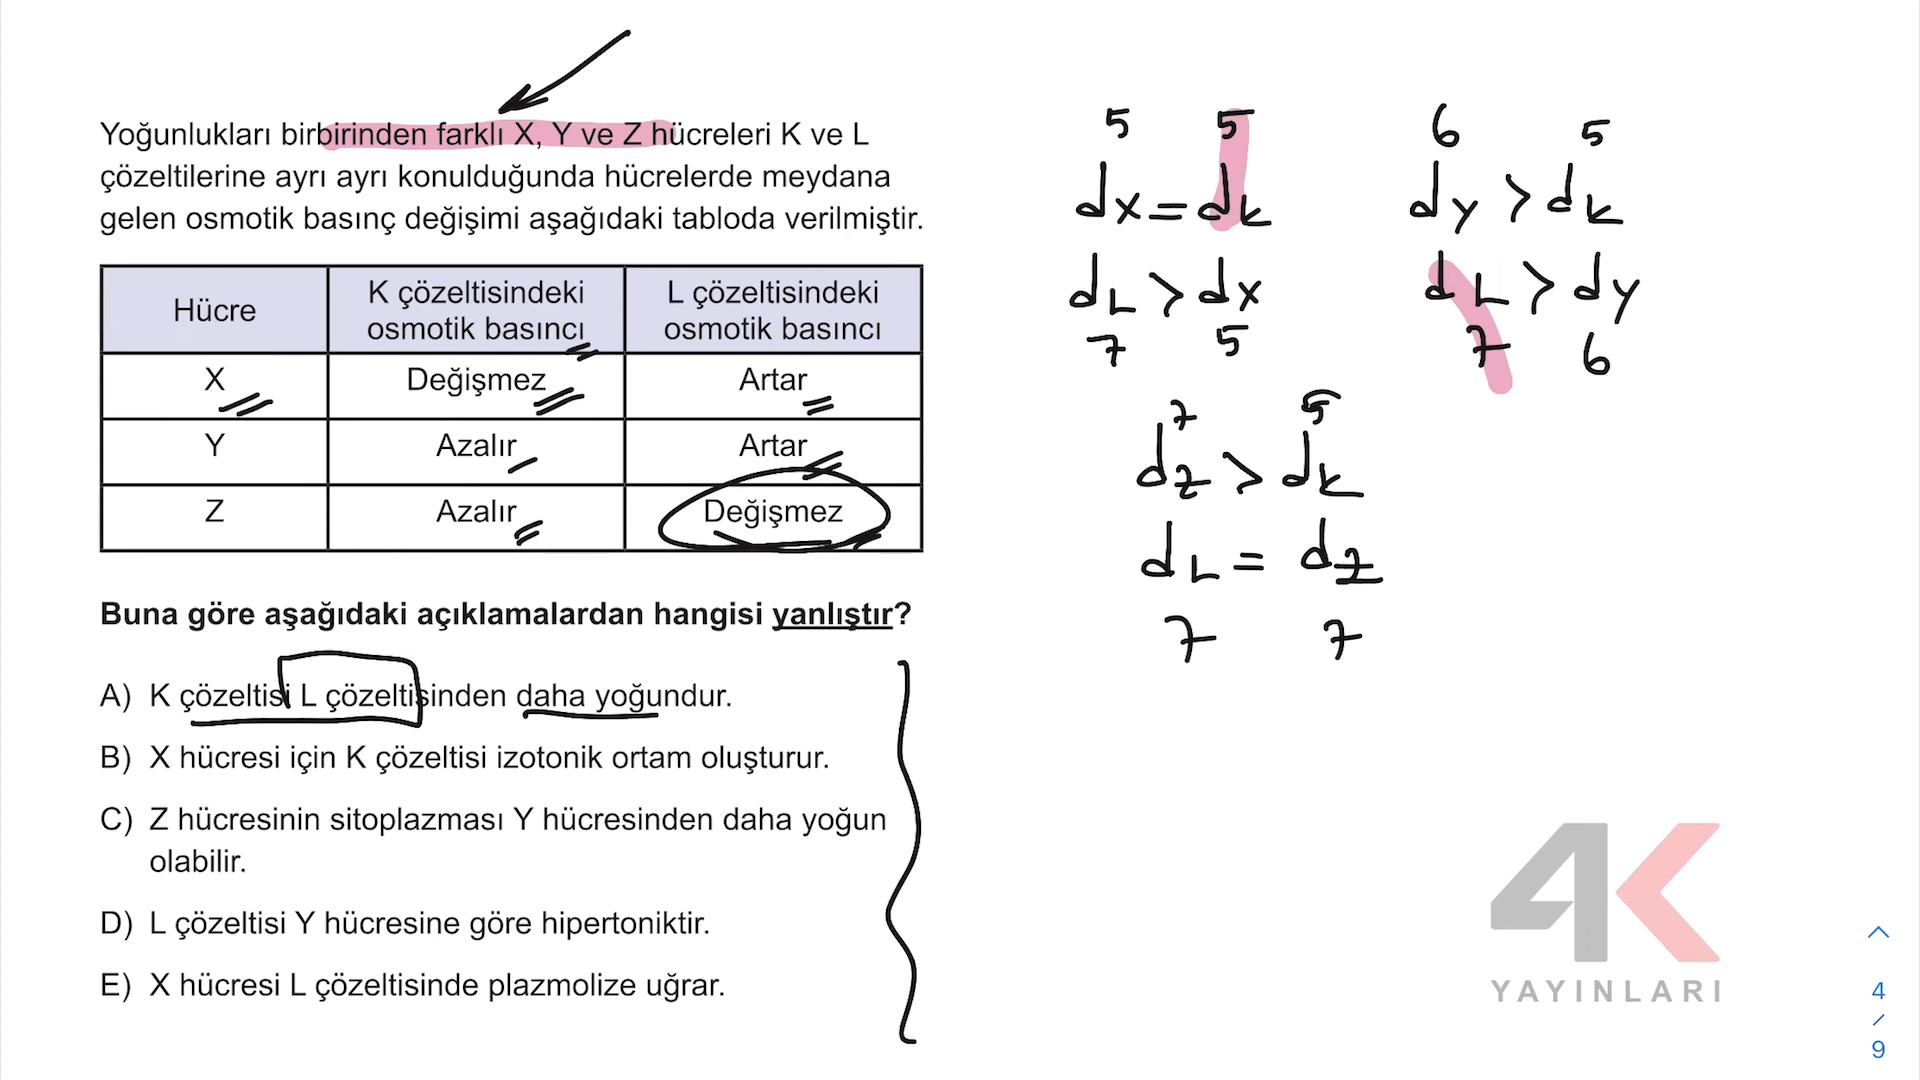 Yoğunlukları birbirinden farklı X, Y ve Z hücreleri K ve L
çözeltilerine ayrı ayrı konulduğunda hücrelerde meydana
gelen osmotik basınç değişimi aşağıdaki tabloda verilmiştir.
Hücre
K çözeltisindeki
osmotik basıncı
L çözeltisindeki
osmotik basıncı
X Değişmez Artar
Y Azalır Artar
Z Azalır Değişmez
Buna göre aşağıdaki açıklamalardan hangisi yanlıştır?
A) K çözeltisi L çözeltisinden daha yoğundur.
B) X hücresi için K çözeltisi izotonik ortam oluşturur.
C) Z hücresinin sitoplazması Y hücresinden daha yoğun
olabilir.
D) L çözeltisi Y hücresine göre hipertoniktir.
E) X hücresi L çözeltisinde plazmolize uğrar.
5 5
dx = dk
dL > dx
7 5
6 5
dy > dk
dL > dy
7 6
7 5
dz > dk
dL = dz
7 7
4K
YAYINLARI
4
/
9